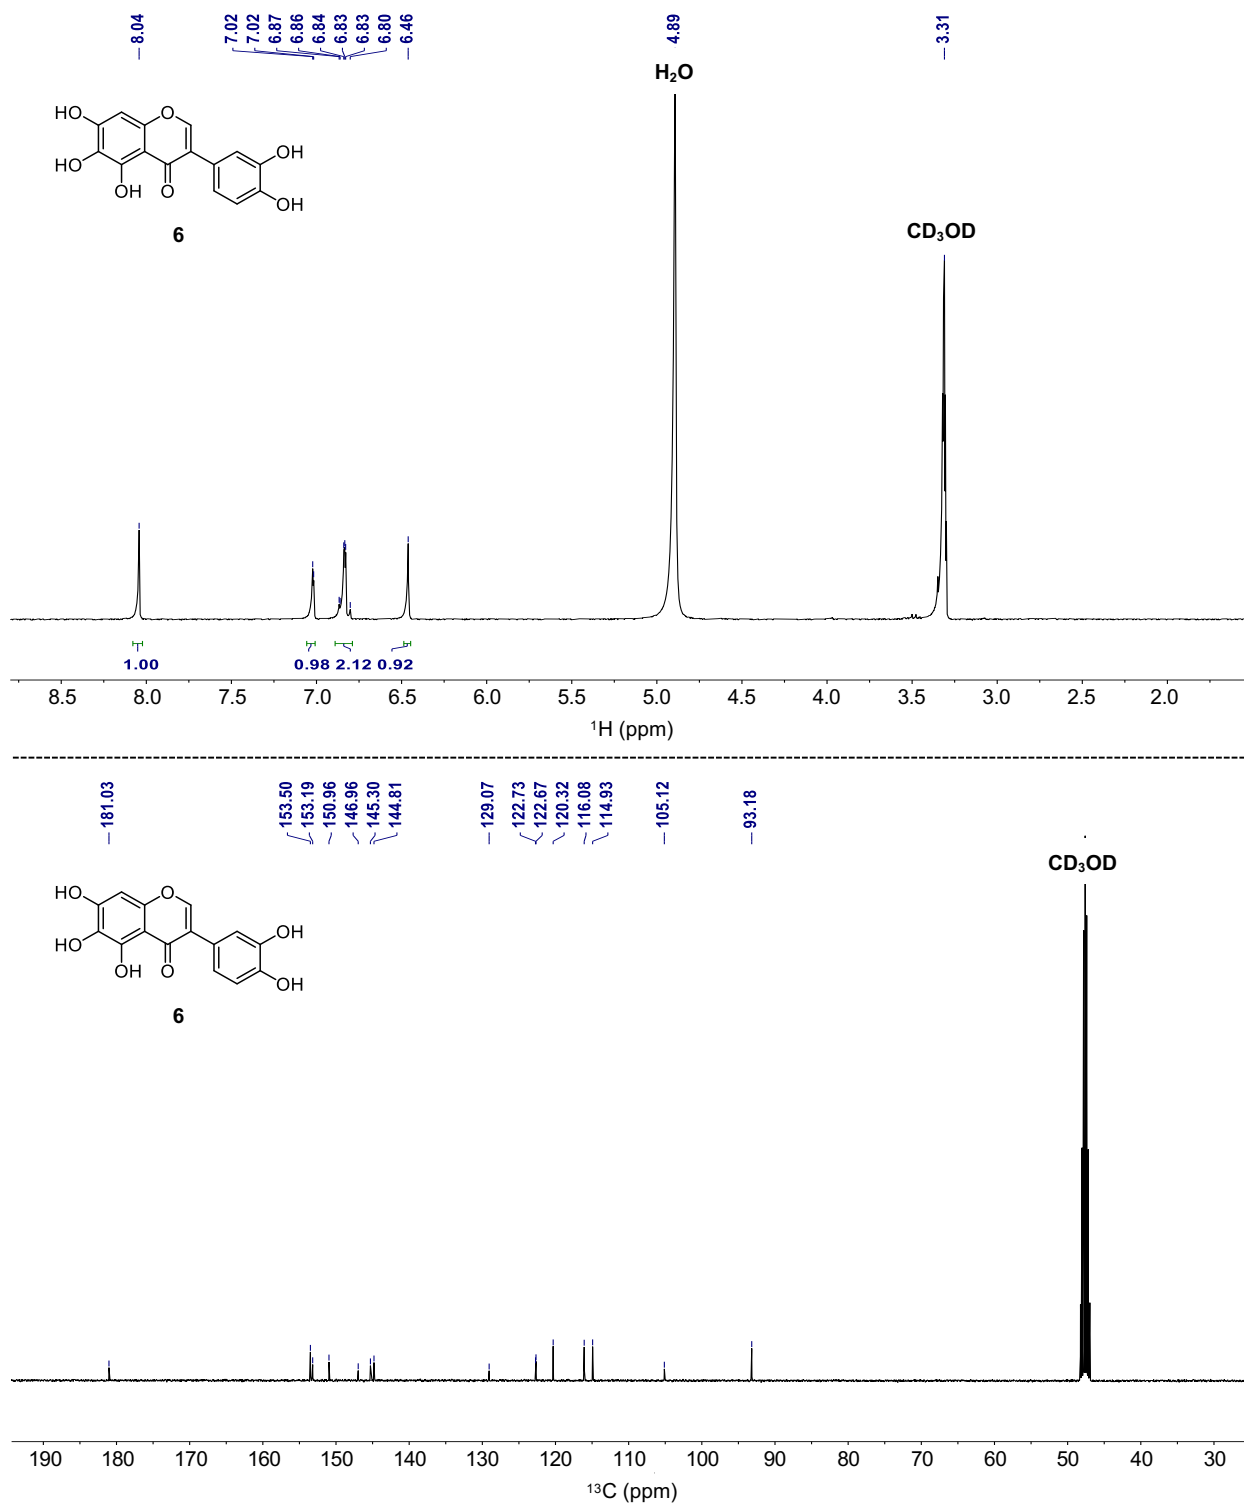 8.04
7.02
7.02
6.87
6.86
6.84
6.83
6.83
6.80
6.46
4.89
3.31
H₂O
CD₃OD
HO
O
HO
OH
O
OH
OH
6
1.00
0.98
2.12
0.92
8.5 8.0 7.5 7.0 6.5 6.0 5.5 5.0 4.5 4.0 3.5 3.0 2.5 2.0
¹H (ppm)
181.03
153.50
153.19
150.96
146.96
145.30
144.81
129.07
122.73
122.67
120.32
116.08
114.93
105.12
93.18
CD₃OD
HO
O
HO
OH
O
OH
OH
6
190 180 170 160 150 140 130 120 110 100 90 80 70 60 50 40 30
¹³C (ppm)